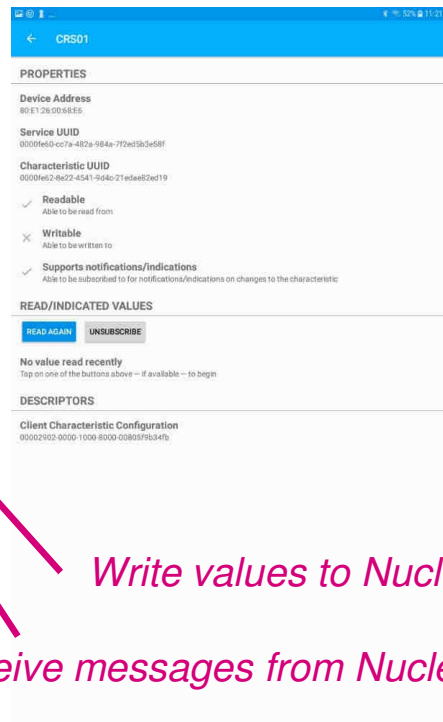 52% 11:21
CRS01
PROPERTIES
Device Address
80:E1:26:00:68:E6
Service UUID
0000fe60-cc7a-482a-984a-7f2ed5b3e58f
Characteristic UUID
0000fe62-8e22-4541-9d4c-21edae82ed19
Readable
Able to be read from
Writable
Able to be written to
Supports notifications/indications
Able to be subscribed to for notifications/indications on changes to the characteristic
READ/INDICATED VALUES
READ AGAIN UNSUBSCRIBE
No value read recently
Tap on one of the buttons above -- if available -- to begin
DESCRIPTORS
Client Characteristic Configuration
00002902-0000-1000-8000-00805f9b34fb
Write values to Nucl
eive messages from Nucle